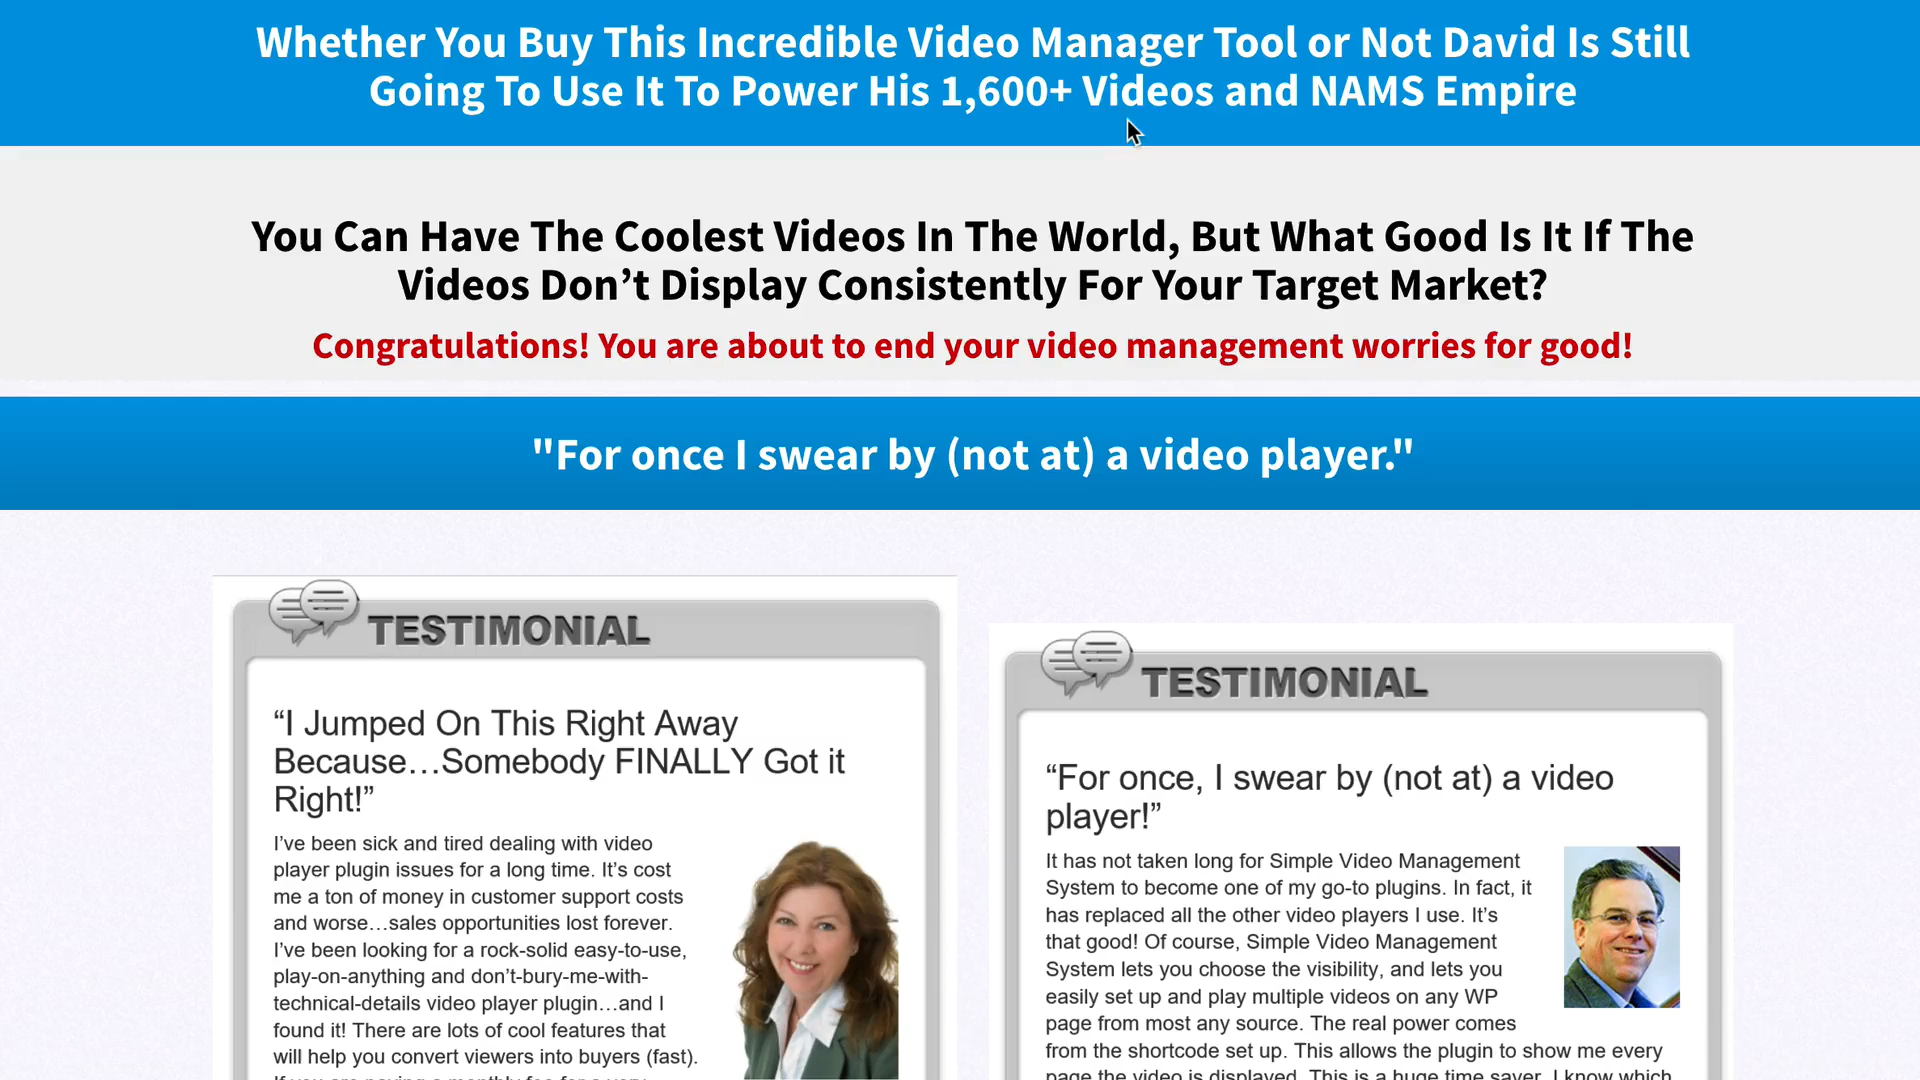 Whether You Buy This Incredible Video Manager Tool or Not David Is Still
Going To Use It To Power His 1,600+ Videos and NAMS Empire
You Can Have The Coolest Videos In The World, But What Good Is It If The
Videos Don’t Display Consistently For Your Target Market?
Congratulations! You are about to end your video management worries for good!
"For once I swear by (not at) a video player."
TESTIMONIAL
“I Jumped On This Right Away
Because…Somebody FINALLY Got it
Right!”
I’ve been sick and tired dealing with video
player plugin issues for a long time. It’s cost
me a ton of money in customer support costs
and worse…sales opportunities lost forever.
I’ve been looking for a rock-solid easy-to-use,
play-on-anything and don’t-bury-me-with-
technical-details video player plugin…and I
found it! There are lots of cool features that
will help you convert viewers into buyers (fast).
TESTIMONIAL
“For once, I swear by (not at) a video
player!”
It has not taken long for Simple Video Management
System to become one of my go-to plugins. In fact, it
has replaced all the other video players I use. It’s
that good! Of course, Simple Video Management
System lets you choose the visibility, and lets you
easily set up and play multiple videos on any WP
page from most any source. The real power comes
from the shortcode set up. This allows the plugin to show me every
page the video is displayed. This is a huge time saver. I know which